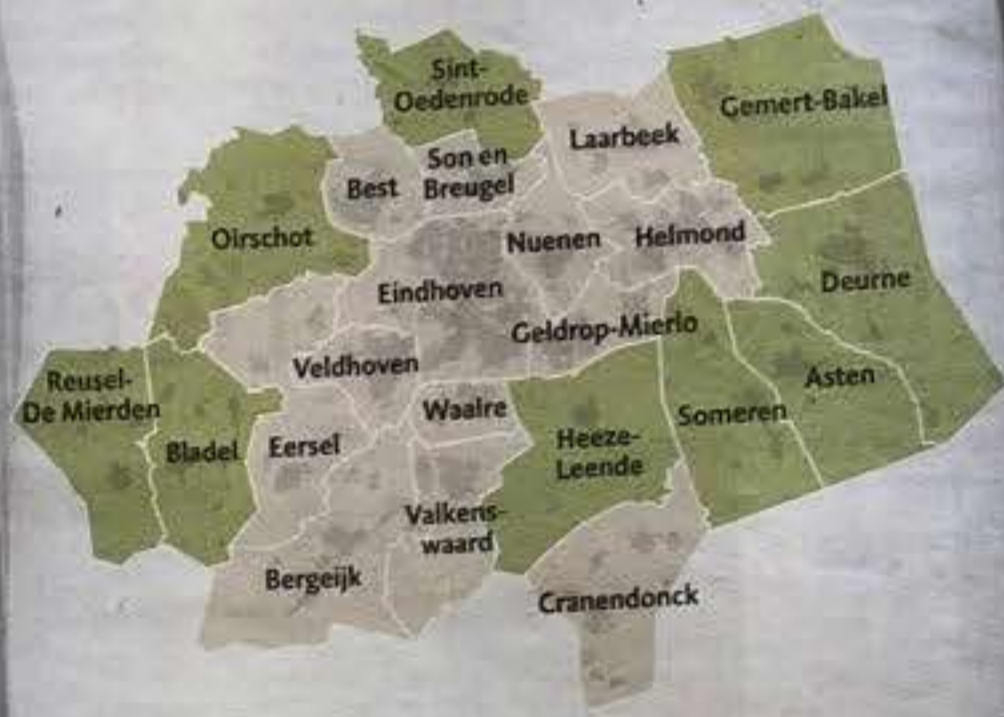 Sint-
Oedenrode
Gemert-Bakel
Laarbeek
Son en
Breugel
Best
Oirschot
Nuenen
Helmond
Eindhoven
Deurne
Geldrop-Mierlo
Veldhoven
Reusel-
De Mierden
Asten
Waalre
Someren
Bladel
Eersel
Heeze-
Leende
Valkens-
waard
Bergeijk
Cranendonck